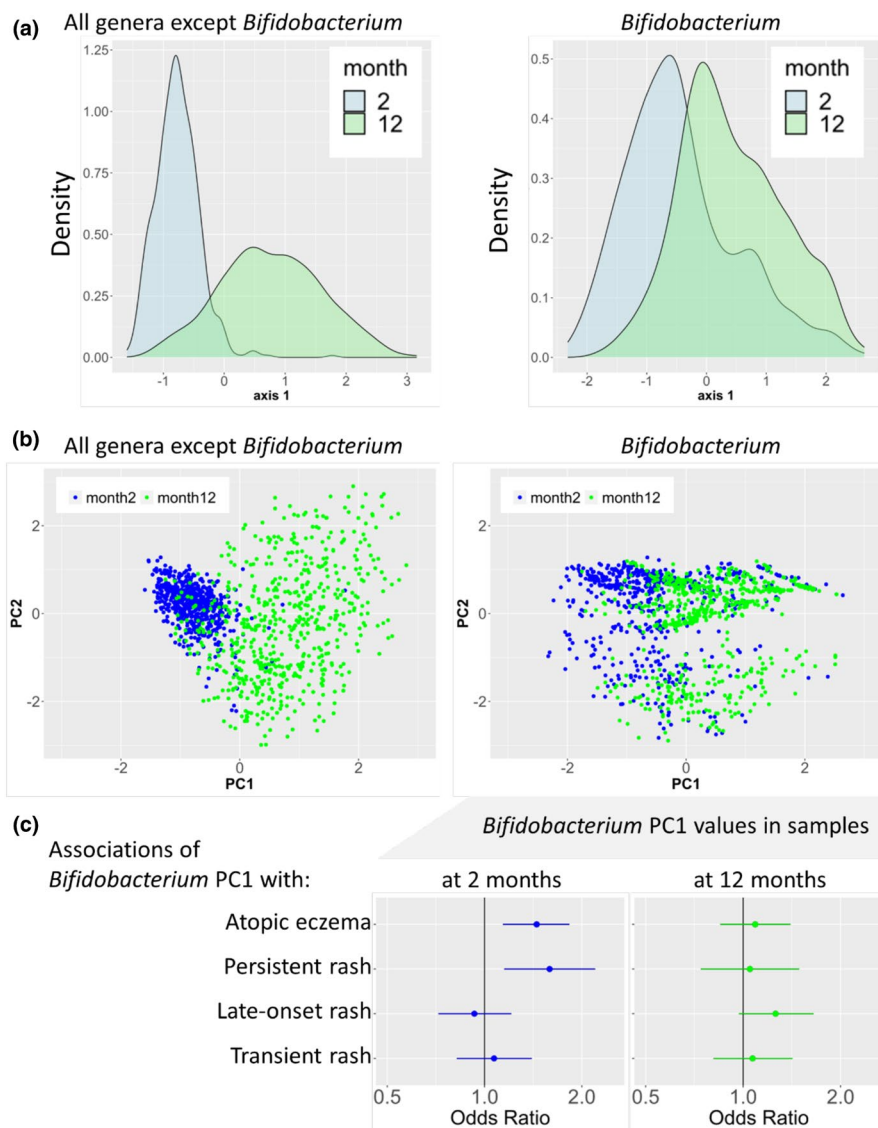 (a)
All genera except Bifidobacterium
Bifidobacterium
Density
1.25
1.00
0.75
0.50
0.25
0.00
month
2
12
-1
0
1
2
3
axis 1
Density
0.5
0.4
0.3
0.2
0.1
0.0
month
2
12
-2
-1
0
1
2
axis 1
(b)
All genera except Bifidobacterium
Bifidobacterium
month2 month12
PC2
2
0
-2
-2
0
2
PC1
month2 month12
PC2
2
0
-2
-2
0
2
PC1
(c)
Bifidobacterium PC1 values in samples
Associations of
Bifidobacterium PC1 with:
at 2 months
at 12 months
Atopic eczema
Persistent rash
Late-onset rash
Transient rash
0.5 1.0 2.0
Odds Ratio
0.5 1.0 2.0
Odds Ratio